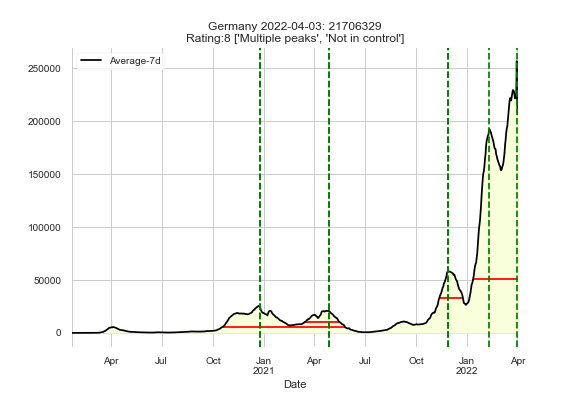 Germany 2022-04-03: 21706329
Rating:8 ['Multiple peaks', 'Not in control']
Average-7d
250000
200000
150000
100000
50000
0
Apr Jul Oct Jan Apr Jul Oct Jan Apr
2021 2022
Date